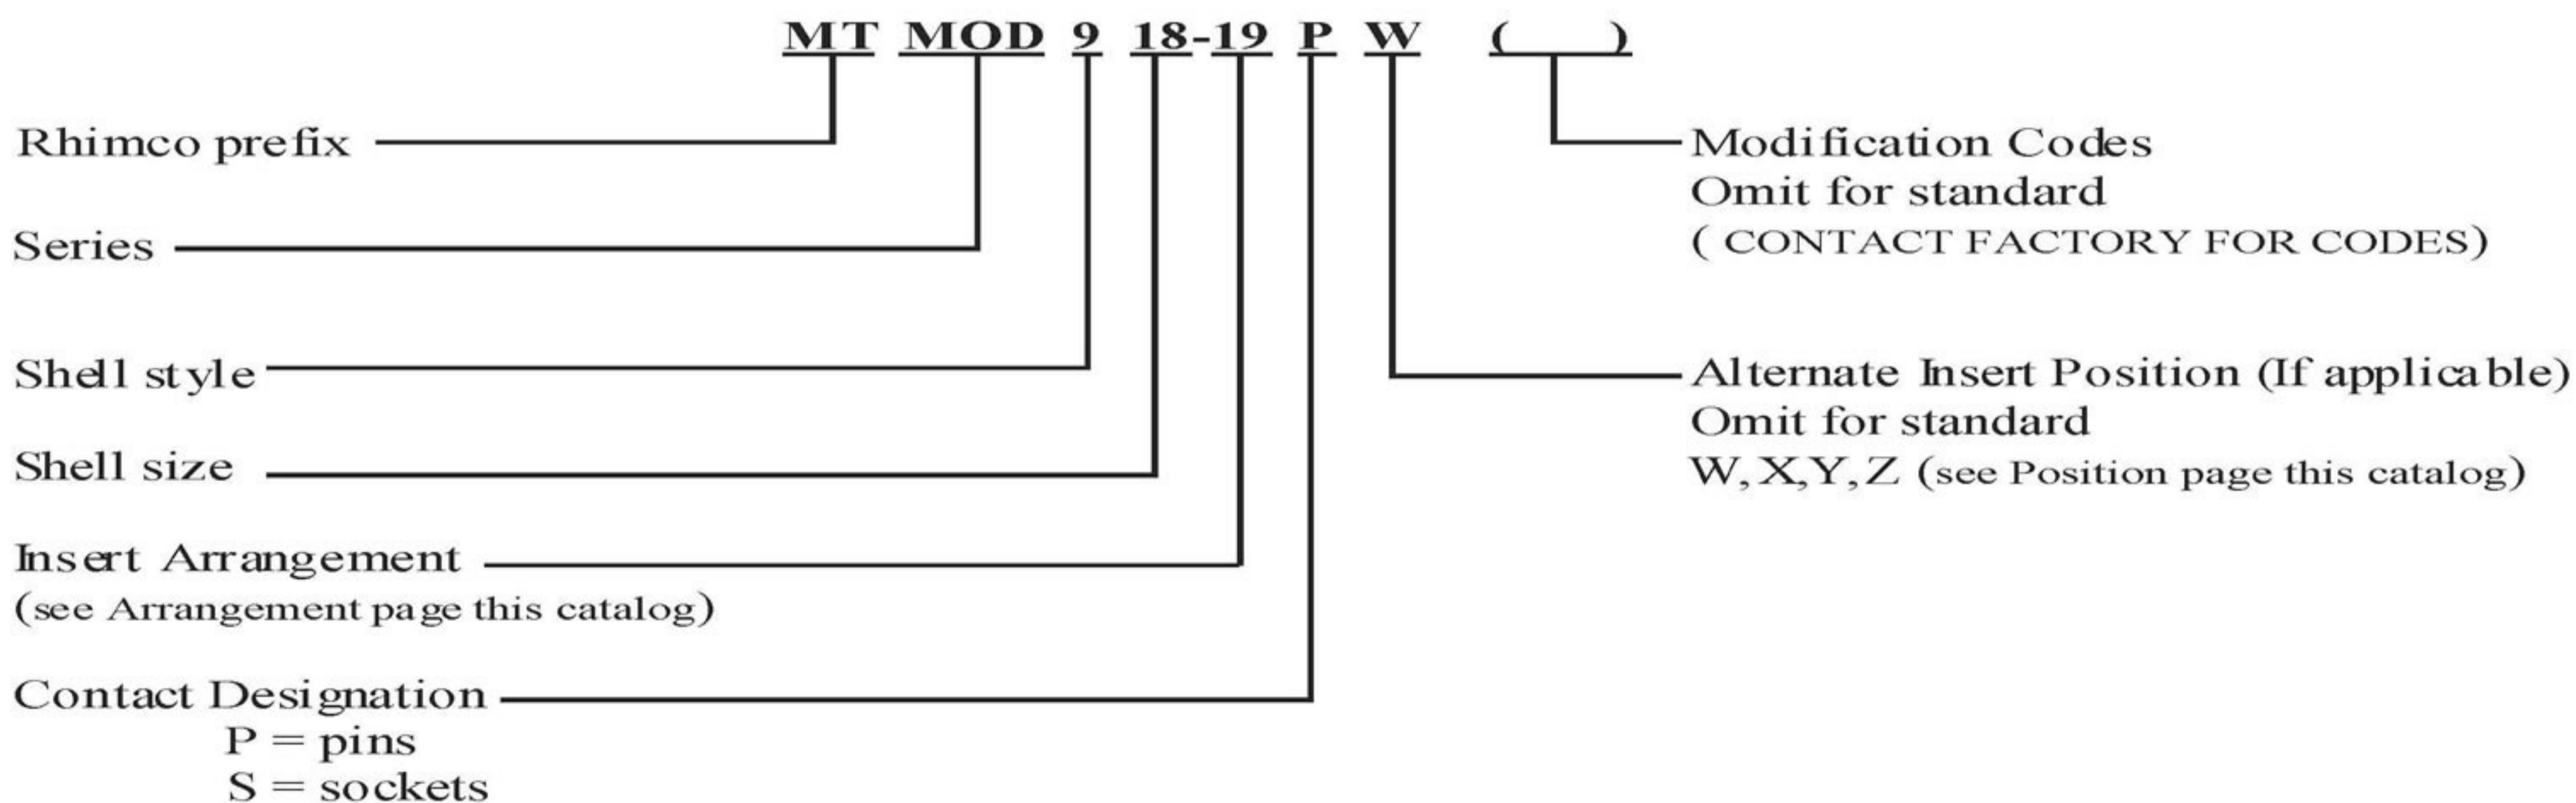 MT MOD 9 18-19 P W ( )
Rhimco prefix
Series
Shell style
Shell size
Insert Arrangement
(see Arrangement page this catalog)
Contact Designation
P = pins
S = sockets
Modification Codes
Omit for standard
( CONTACT FACTORY FOR CODES)
Alternate Insert Position (If applicable)
Omit for standard
W,X,Y,Z (see Position page this catalog)